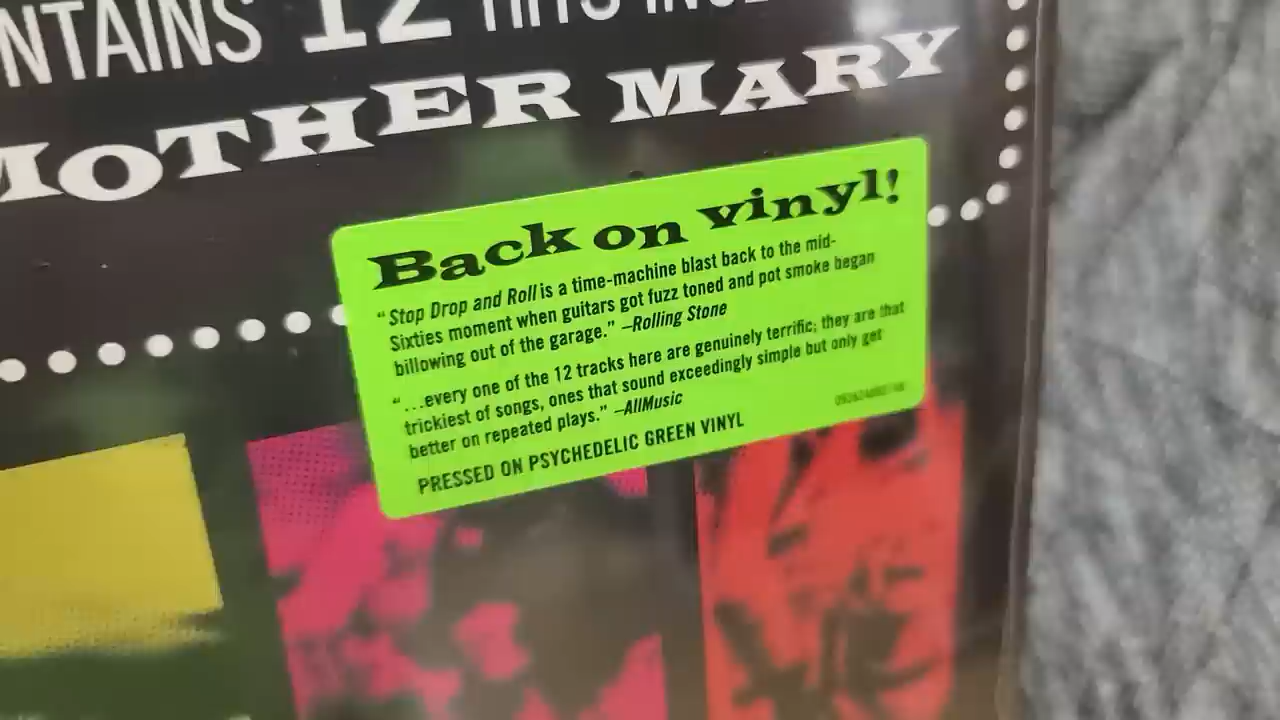 NTAINS 12 HITS
MOTHER MARY
Back on vinyl!
“Stop Drop and Roll is a time-machine blast back to the mid-
Sixties moment when guitars got fuzz toned and pot smoke began
billowing out of the garage.” –Rolling Stone
“...every one of the 12 tracks here are genuinely terrific; they are that
trickiest of songs, ones that sound exceedingly simple but only get
better on repeated plays.” –AllMusic
PRESSED ON PSYCHEDELIC GREEN VINYL